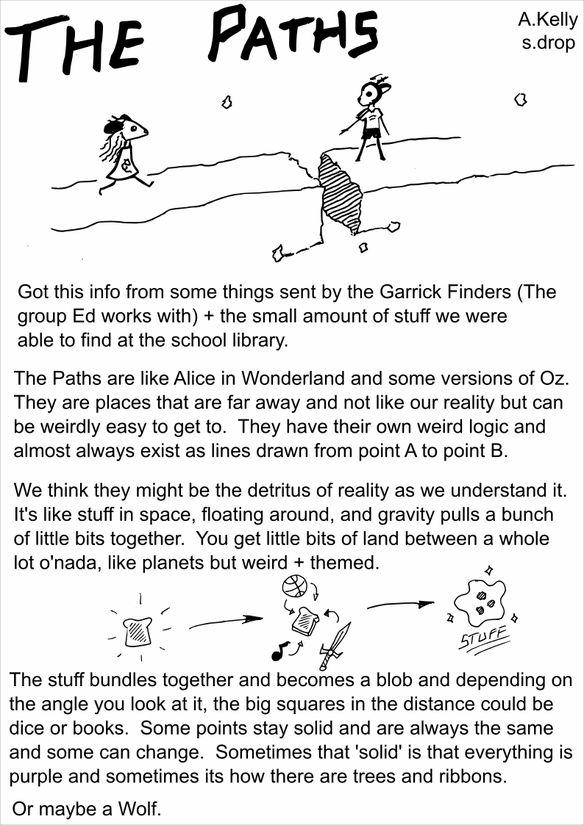 THE PATHS
A.Kelly
s.drop
Got this info from some things sent by the Garrick Finders (The
group Ed works with) + the small amount of stuff we were
able to find at the school library.
The Paths are like Alice in Wonderland and some versions of Oz.
They are places that are far away and not like our reality but can
be weirdly easy to get to.  They have their own weird logic and
almost always exist as lines drawn from point A to point B.
We think they might be the detritus of reality as we understand it.
It's like stuff in space, floating around, and gravity pulls a bunch
of little bits together.  You get little bits of land between a whole
lot o'nada, like planets but weird + themed.
STUFF
The stuff bundles together and becomes a blob and depending on
the angle you look at it, the big squares in the distance could be
dice or books.  Some points stay solid and are always the same
and some can change.  Sometimes that 'solid' is that everything is
purple and sometimes its how there are trees and ribbons.
Or maybe a Wolf.